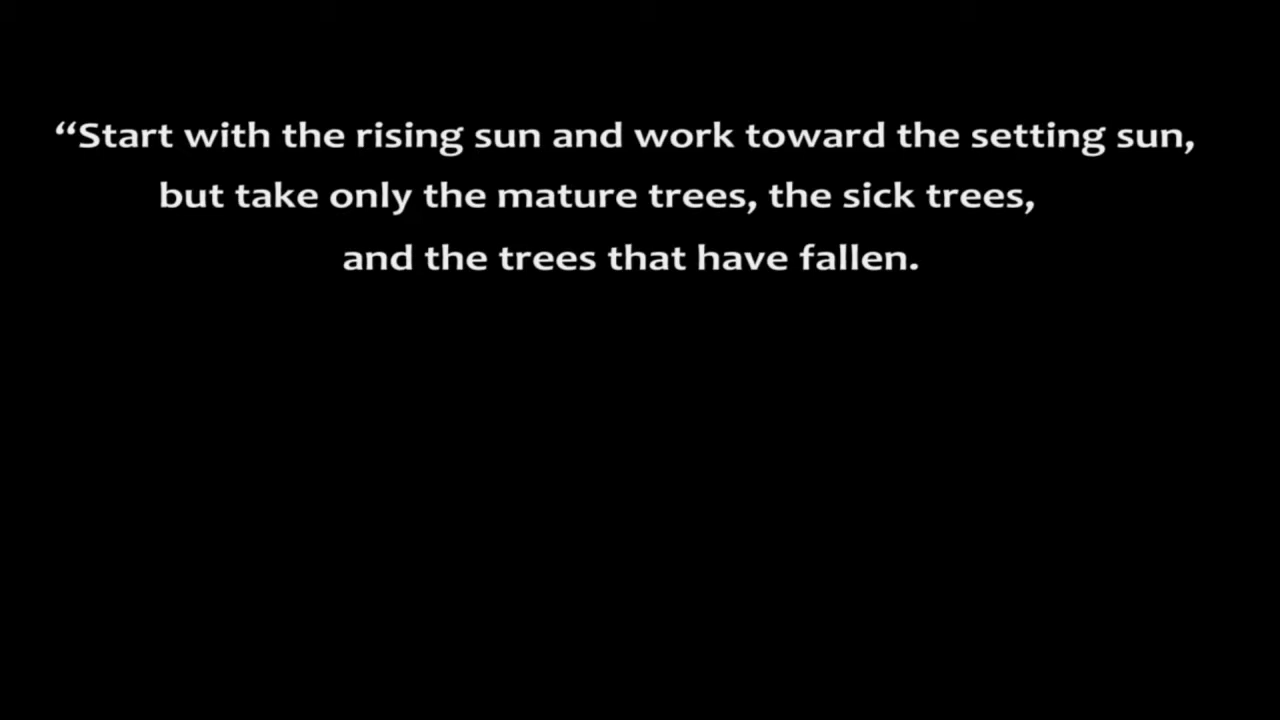 “Start with the rising sun and work toward the setting sun,
but take only the mature trees, the sick trees,
and the trees that have fallen.